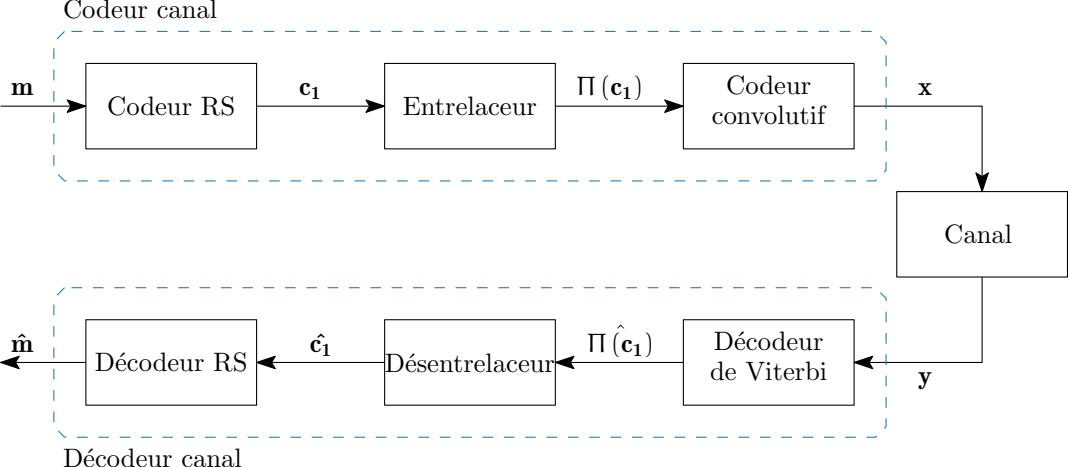 Codeur canal
m
Codeur RS
c₁
Entrelaceur
Π (c₁)
Codeur
convolutif
x
Canal
m̂
Décodeur RS
ĉ₁
Désentrelaceur
Π (̂c₁)
Décodeur
de Viterbi
y
Décodeur canal